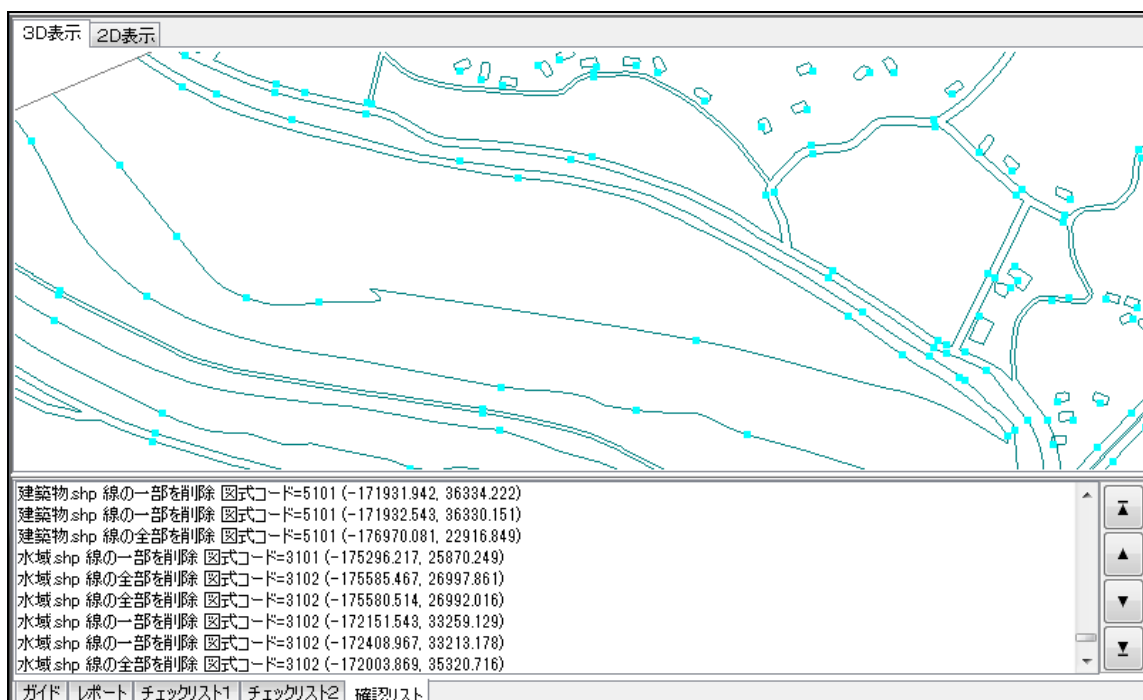 3D表示 2D表示
建築物.shp 線の一部を削除 図式コード=5101 (-171931.942, 36334.222)
建築物.shp 線の一部を削除 図式コード=5101 (-171932.543, 36330.151)
建築物.shp 線の全部を削除 図式コード=5101 (-176970.081, 22916.849)
水域.shp 線の一部を削除 図式コード=3101 (-175296.217, 25870.249)
水域.shp 線の全部を削除 図式コード=3102 (-175585.467, 26997.861)
水域.shp 線の全部を削除 図式コード=3102 (-175580.514, 26992.016)
水域.shp 線の一部を削除 図式コード=3102 (-172151.543, 33259.129)
水域.shp 線の一部を削除 図式コード=3102 (-172408.967, 33213.178)
水域.shp 線の全部を削除 図式コード=3102 (-172003.869, 35320.716)
ガイド レポート チェックリスト1 チェックリスト2 確認リスト